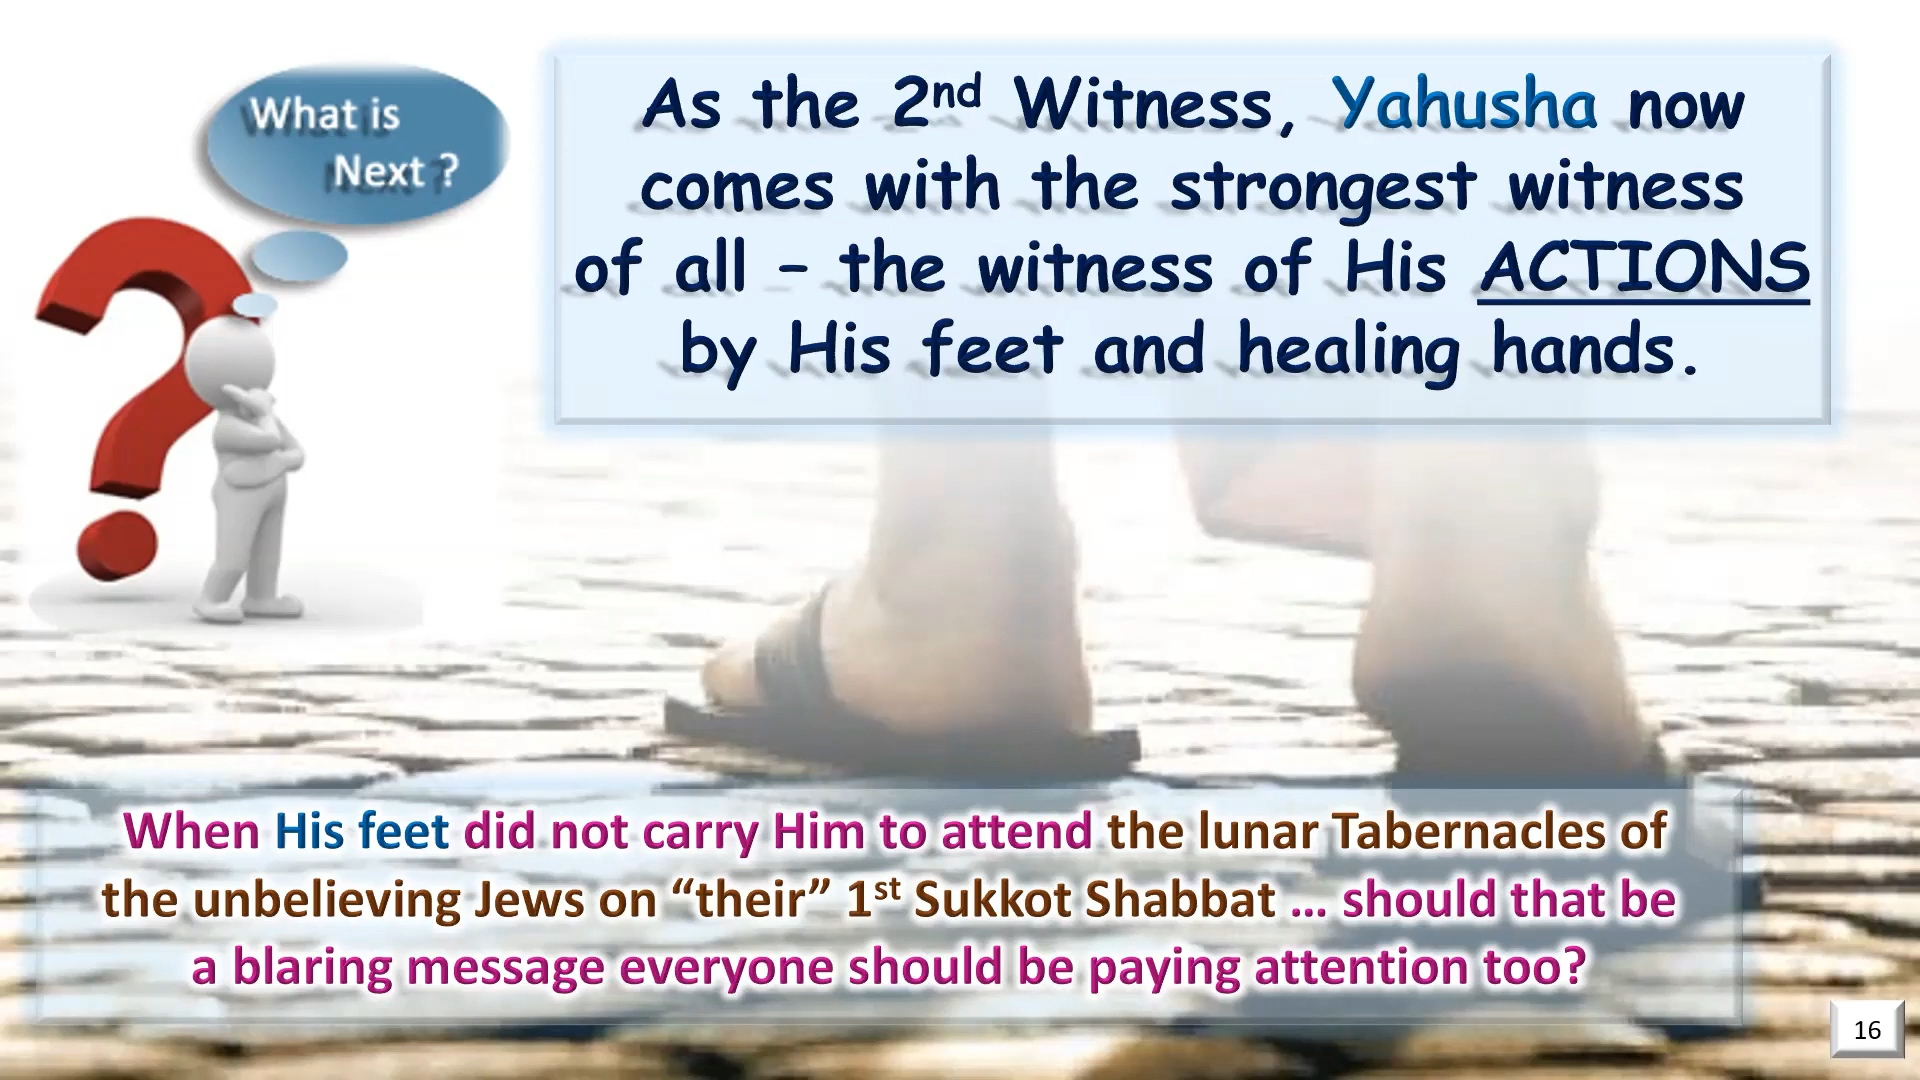 What is
Next ?
As the 2nd Witness, Yahusha now
comes with the strongest witness
of all – the witness of His ACTIONS
by His feet and healing hands.
When His feet did not carry Him to attend the lunar Tabernacles of
the unbelieving Jews on “their” 1st Sukkot Shabbat … should that be
a blaring message everyone should be paying attention too?
16